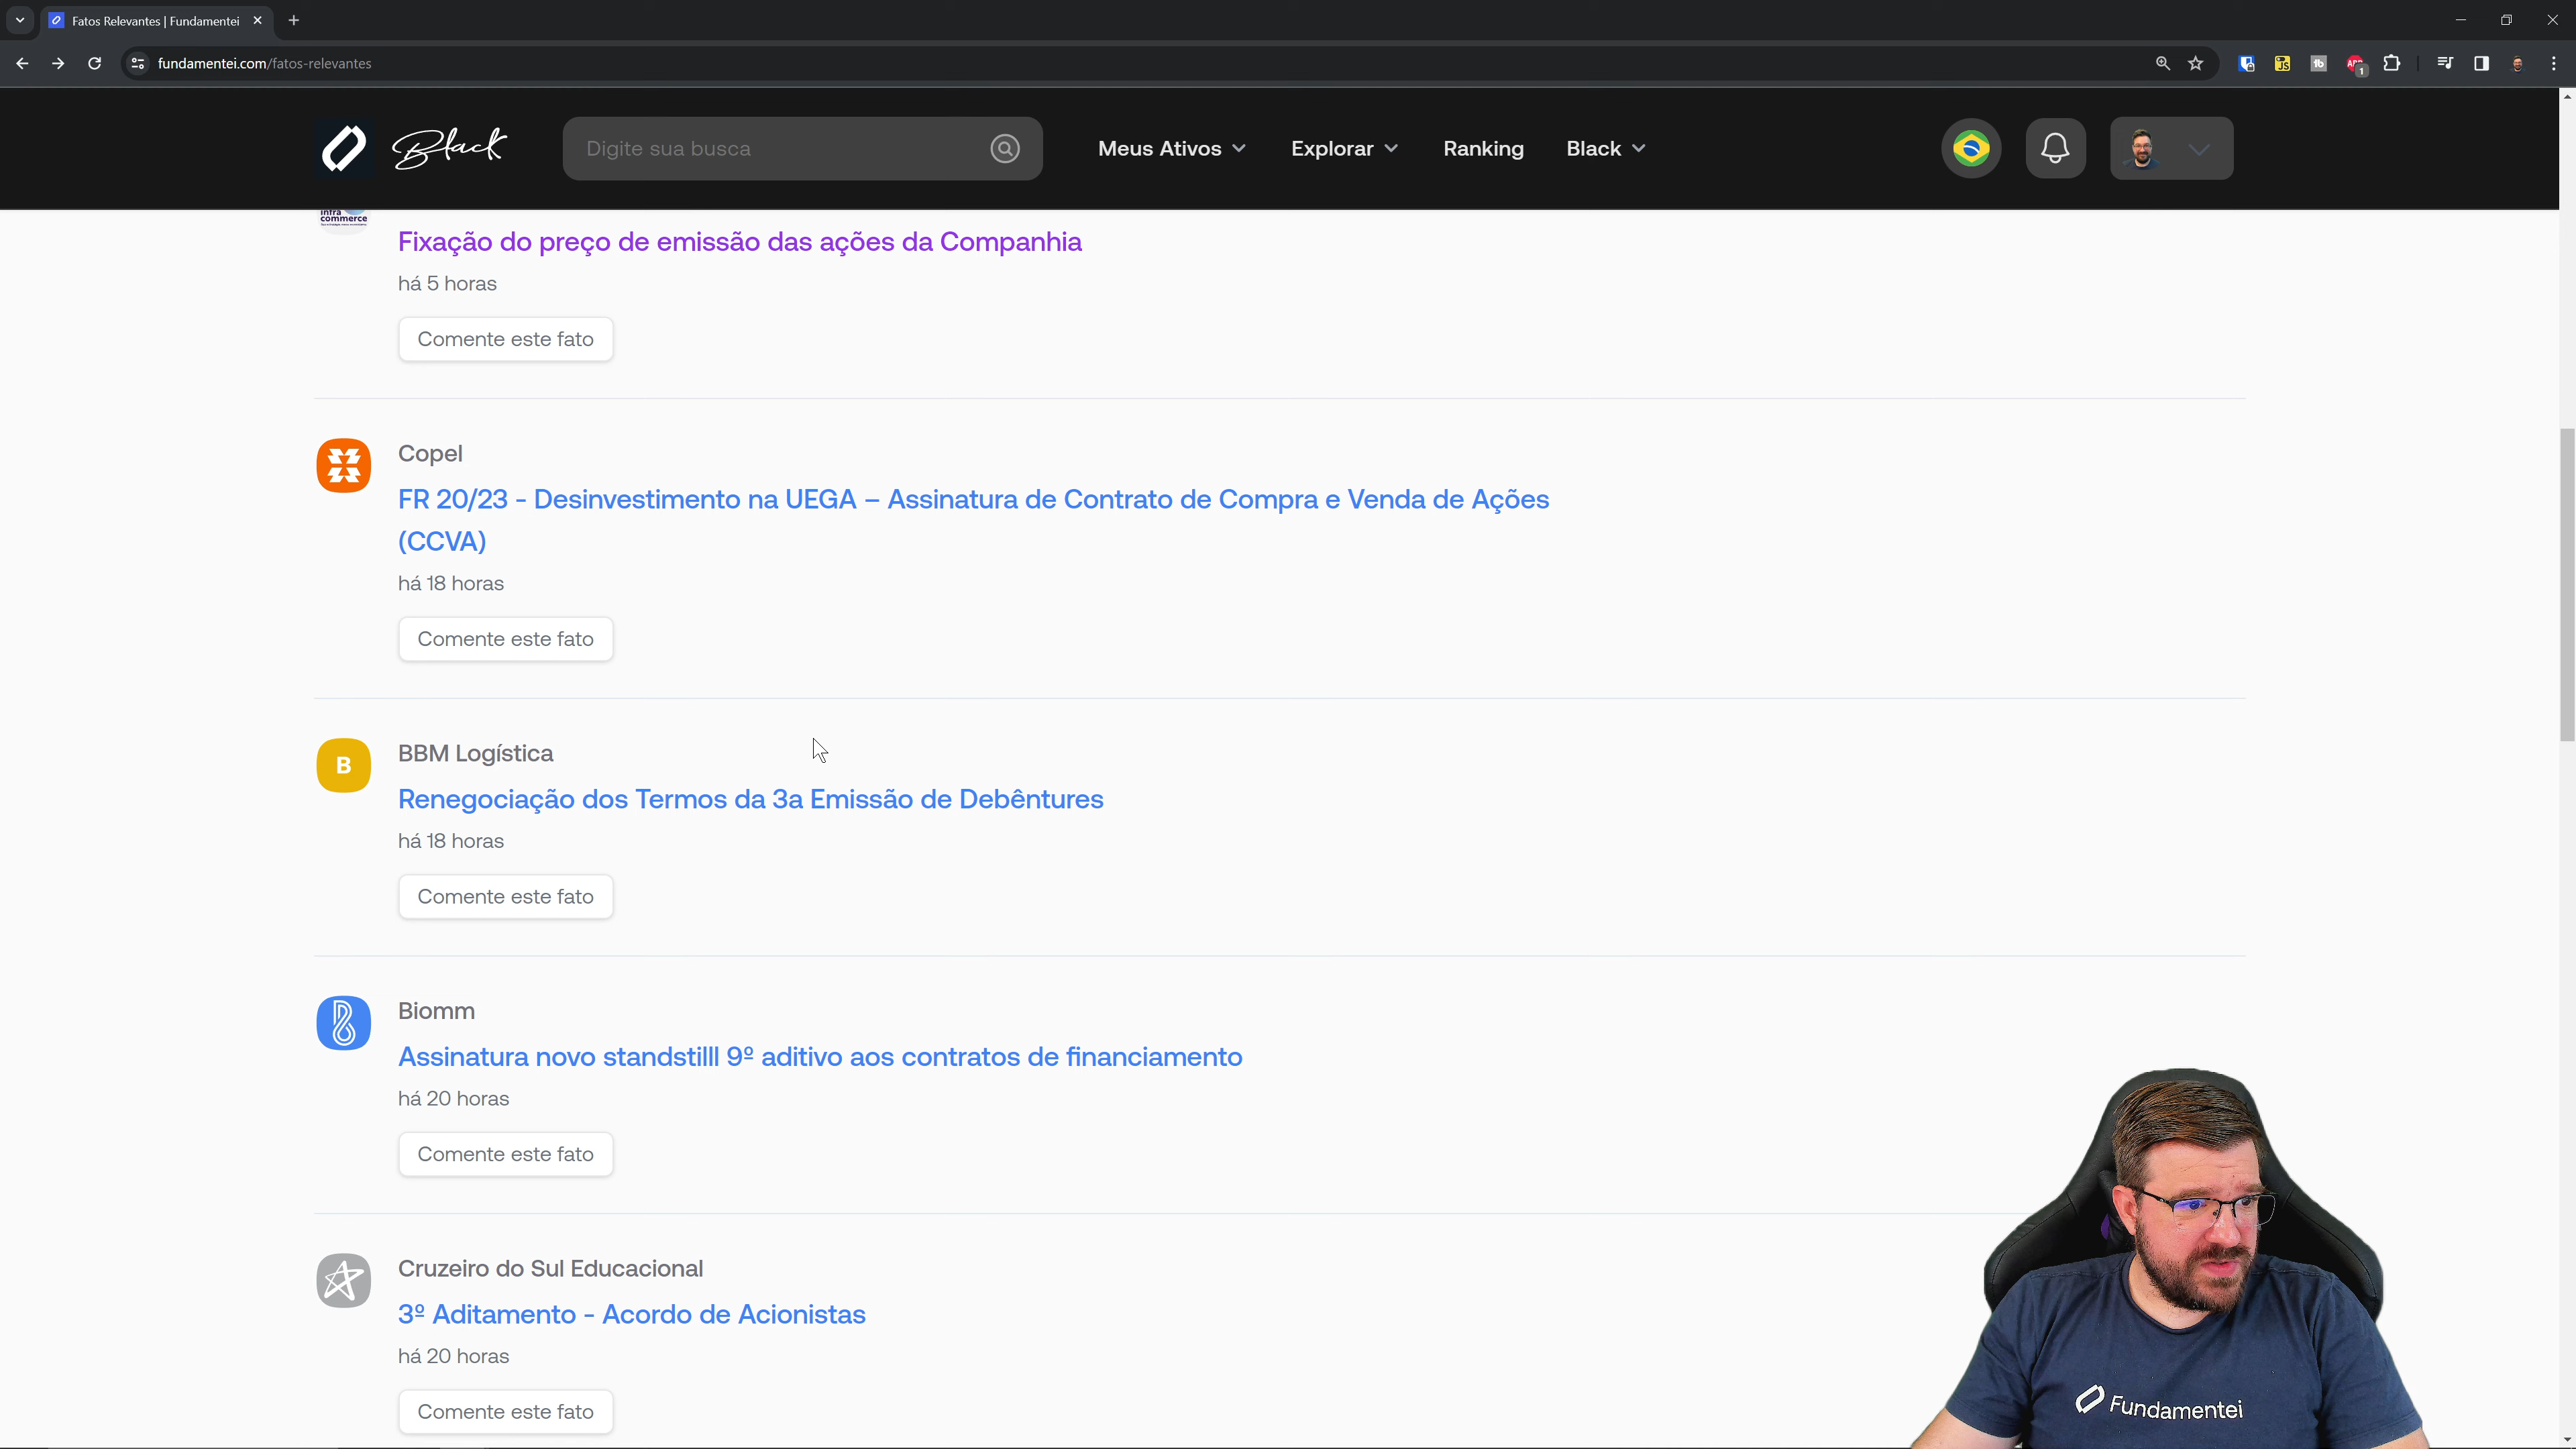 Fatos Relevantes | Fundamentei
fundamentei.com/fatos-relevantes
Black
Digite sua busca
Meus Ativos
Explorar
Ranking
Black
infra
commerce
Fixação do preço de emissão das ações da Companhia
há 5 horas
Comente este fato
Copel
FR 20/23 - Desinvestimento na UEGA – Assinatura de Contrato de Compra e Venda de Ações
(CCVA)
há 18 horas
Comente este fato
B
BBM Logística
Renegociação dos Termos da 3a Emissão de Debêntures
há 18 horas
Comente este fato
Biomm
Assinatura novo standstilll 9º aditivo aos contratos de financiamento
há 20 horas
Comente este fato
Cruzeiro do Sul Educacional
3º Aditamento - Acordo de Acionistas
há 20 horas
Comente este fato
Fundamentei